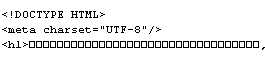 <!DOCTYPE HTML>
<meta charset="UTF-8"/>
<h1>□□□□□□□□□□□□□□□□□□□□□□□□□□□□□□□□□,